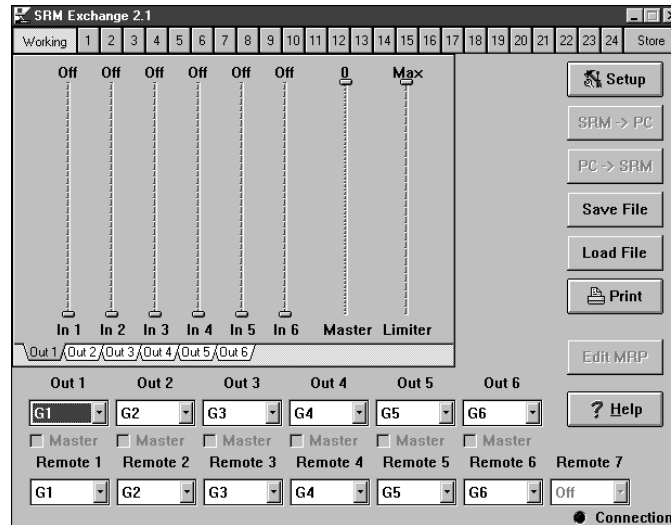 SRM Exchange 2.1
Working 1 2 3 4 5 6 7 8 9 10 11 12 13 14 15 16 17 18 19 20 21 22 23 24 Store
Off Off Off Off Off Off 0 Max
In 1 In 2 In 3 In 4 In 5 In 6 Master Limiter
Out 1 Out 2 Out 3 Out 4 Out 5 Out 6
Setup
SRM -> PC
PC -> SRM
Save File
Load File
Print
Edit MRP
? Help
Out 1 Out 2 Out 3 Out 4 Out 5 Out 6
G1 G2 G3 G4 G5 G6
Master Master Master Master Master Master
Remote 1 Remote 2 Remote 3 Remote 4 Remote 5 Remote 6 Remote 7
G1 G2 G3 G4 G5 G6 Off
Connection